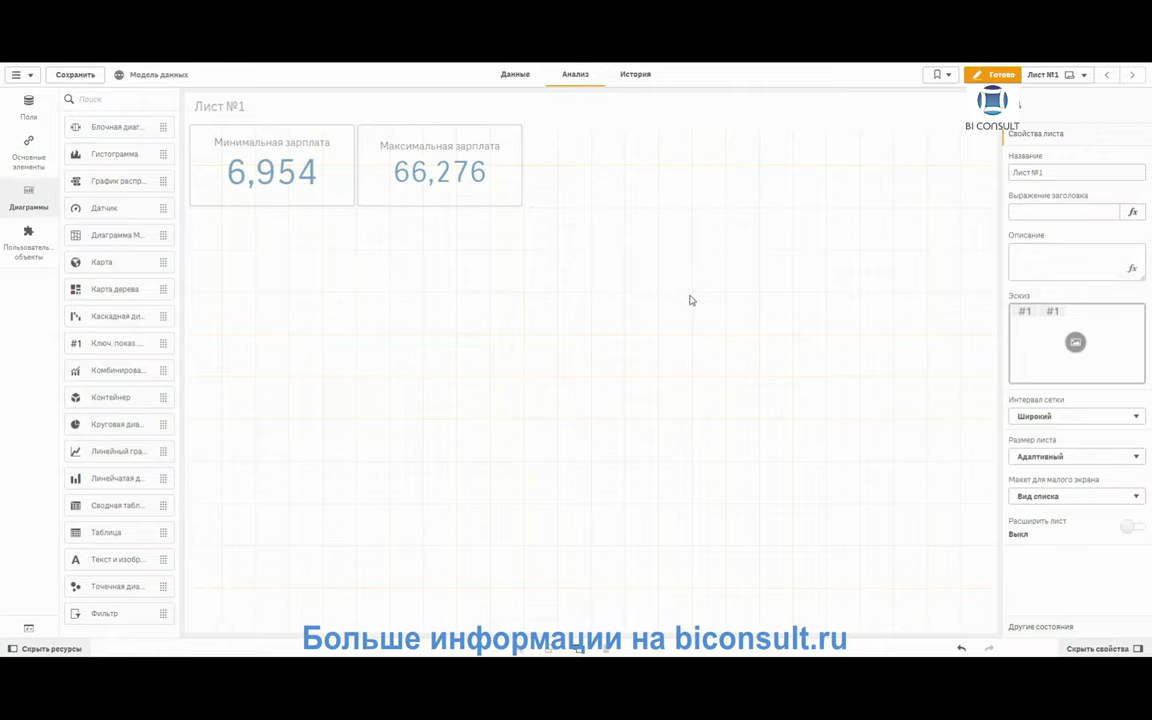 Сохранить
Модель данных
Данные
Анализ
История
Готово
Лист №1
BI CONSULT
Поля
Основные
элементы
Диаграммы
Пользователь...
объекты
Поиск
Блочная диаг...
Гистограмма
График распр...
Датчик
Диаграмма М...
Карта
Карта дерева
Каскадная ди...
#1 Ключ. показ. ...
Комбинирова...
Контейнер
Круговая диа...
Линейный гра...
Линейчатая д...
Сводная табл...
Таблица
A Текст и изобр...
Точечная диа...
Фильтр
Лист №1
Минимальная зарплата
6,954
Максимальная зарплата
66,276
Свойства листа
Название
Лист №1
Выражение заголовка
fx
Описание
fx
Эскиз
#1 #1
Интервал сетки
Широкий
Размер листа
Адаптивный
Макет для малого экрана
Вид списка
Расширить лист
Выкл
Другие состояния
Больше информации на biconsult.ru
Скрыть ресурсы
Скрыть свойства